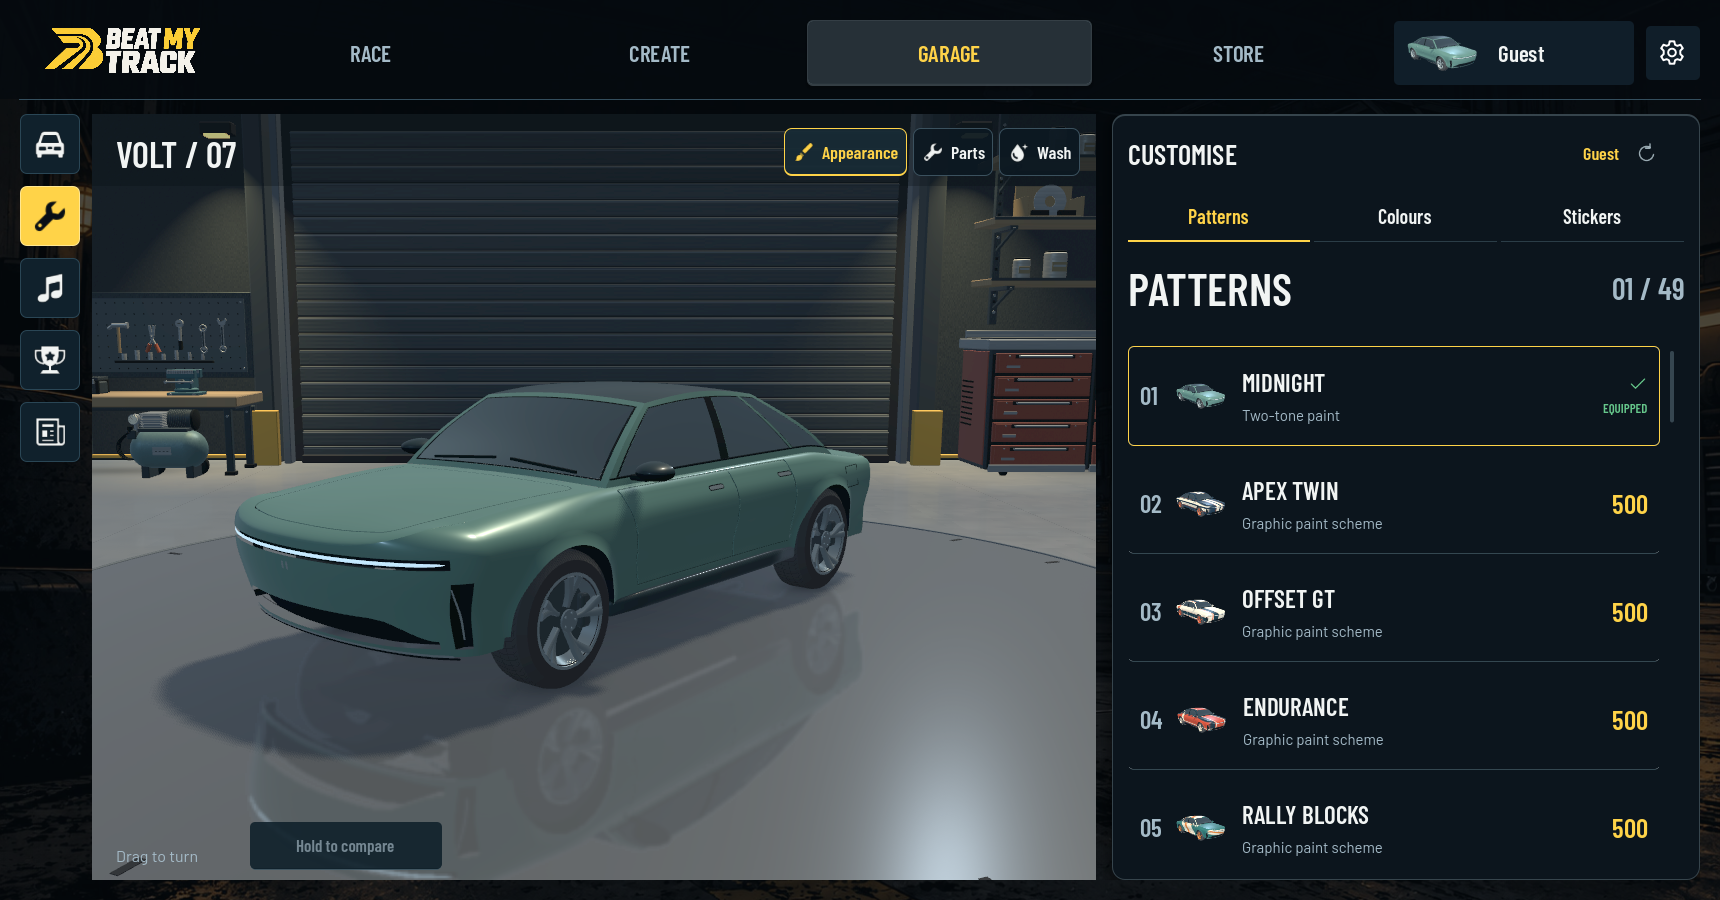 BEAT MY
TRACK
RACE
CREATE
GARAGE
STORE
Guest
VOLT / 07
Appearance
Parts
Wash
Drag to turn
Hold to compare
CUSTOMISE
Guest
Patterns
Colours
Stickers
PATTERNS
01 / 49
01
MIDNIGHT
Two-tone paint
EQUIPPED
02
APEX TWIN
Graphic paint scheme
500
03
OFFSET GT
Graphic paint scheme
500
04
ENDURANCE
Graphic paint scheme
500
05
RALLY BLOCKS
Graphic paint scheme
500